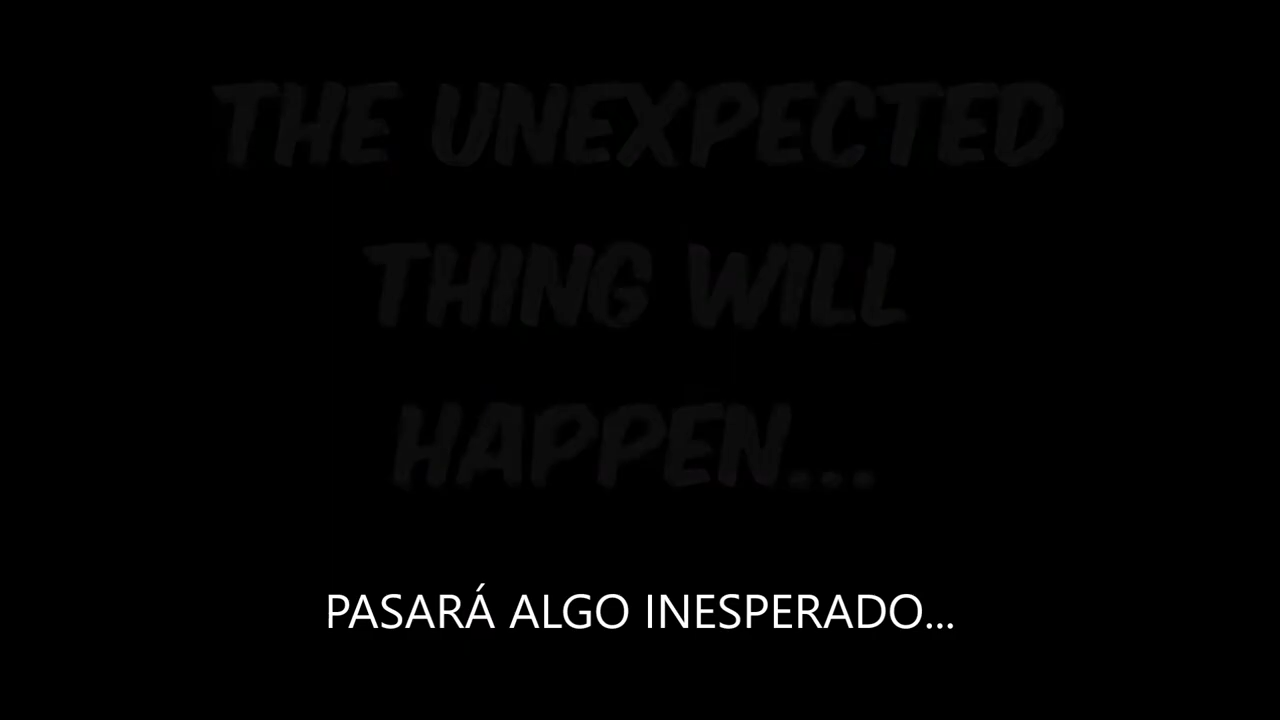 THE UNEXPECTED
THING WILL
HAPPEN...
PASARÁ ALGO INESPERADO...